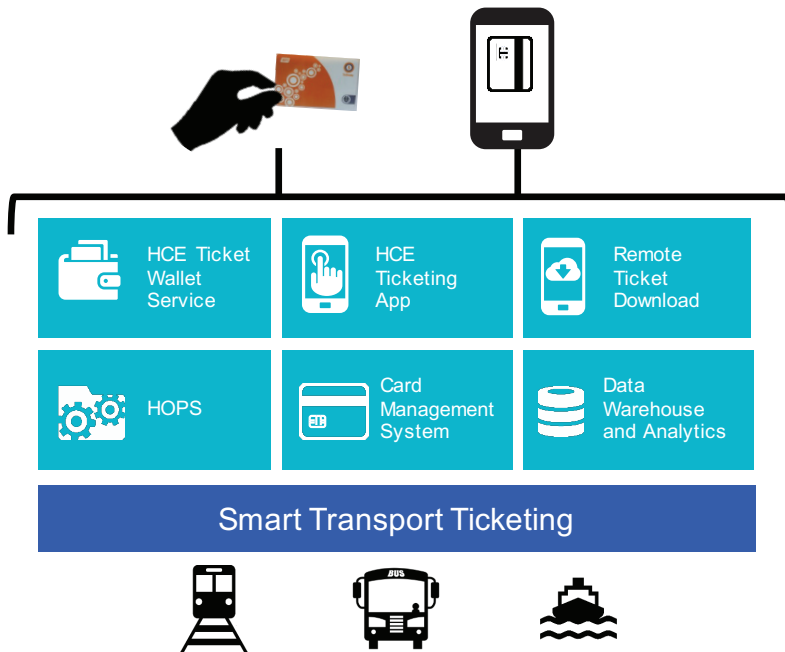 HCE Ticket
Wallet
Service
HCE
Ticketing
App
Remote
Ticket
Download
HOPS
Card
Management
System
Data
Warehouse
and Analytics
Smart Transport Ticketing
BUS